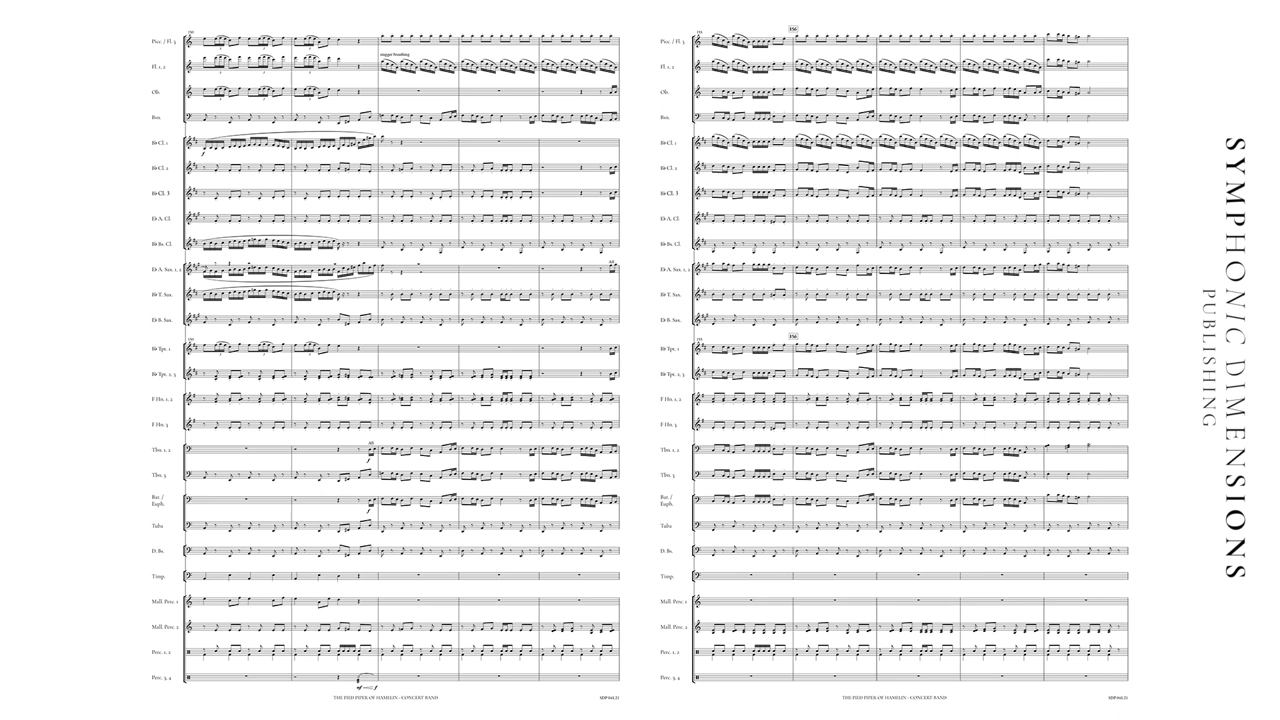 150
Picc. / Fl. 3
Fl. 1, 2
stagger breathing
Ob.
Bsn.
B♭ Cl. 1
f
B♭ Cl. 2
B♭ Cl. 3
E♭ A. Cl.
B♭ Bs. Cl.
E♭ A. Sax. 1, 2
All
B♭ T. Sax.
E♭ B. Sax.
150
B♭ Tpt. 1
B♭ Tpt. 2, 3
F Hn. 1, 2
F Hn. 3
All
Tbn. 1, 2
f
Tbn. 3
Bar. /
Euph.
f
Tuba
D. Bs.
Timp.
Mall. Perc. 1
Mall. Perc. 2
Perc. 1, 2
Perc. 3, 4
mf f
THE PIED PIPER OF HAMELIN - CONCERT BAND
156
Picc. / Fl. 3
Fl. 1, 2
Ob.
Bsn.
B♭ Cl. 1
B♭ Cl. 2
B♭ Cl. 3
E♭ A. Cl.
B♭ Bs. Cl.
E♭ A. Sax. 1, 2
B♭ T. Sax.
E♭ B. Sax.
156
B♭ Tpt. 1
B♭ Tpt. 2, 3
F Hn. 1, 2
F Hn. 3
Tbn. 1, 2
Tbn. 3
Bar. /
Euph.
Tuba
D. Bs.
Timp.
Mall. Perc. 1
Mall. Perc. 2
Perc. 1, 2
Perc. 3, 4
THE PIED PIPER OF HAMELIN - CONCERT BAND
SYMPHONIC DIMENSIONS
PUBLISHING